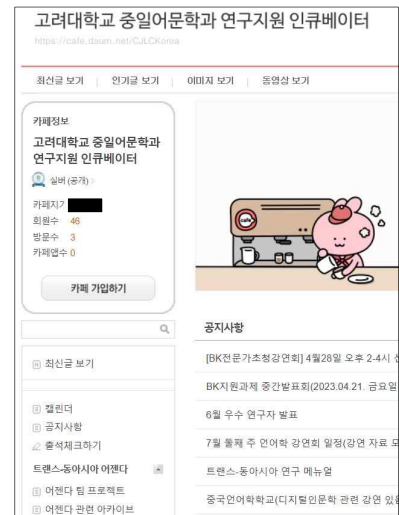 고려대학교 중일어문학과 연구지원 인큐베이터
https://cafe.daum.net/CJLCKorea
최신글 보기
인기글 보기
이미지 보기
동영상 보기
카페정보
고려대학교 중일어문학과
연구지원 인큐베이터
실버 (공개)
카페지기
회원수 46
방문수 3
카페앱수 0
카페 가입하기
cafe
최신글 보기
캘린더
공지사항
출석체크하기
트랜스-동아시아 어젠다
어젠다 팀 프로젝트
어젠다 관련 아카이브
공지사항
[BK전문가초청강연회] 4월28일 오후 2-4시
BK지원과제 중간발표회(2023.04.21. 금요일
6월 우수 연구자 발표
7월 둘째 주 언어학 강연회 일정(강연 자료 모
트랜스-동아시아 연구 메뉴얼
중국언어학학교(디지털인문학 관련 강연 있